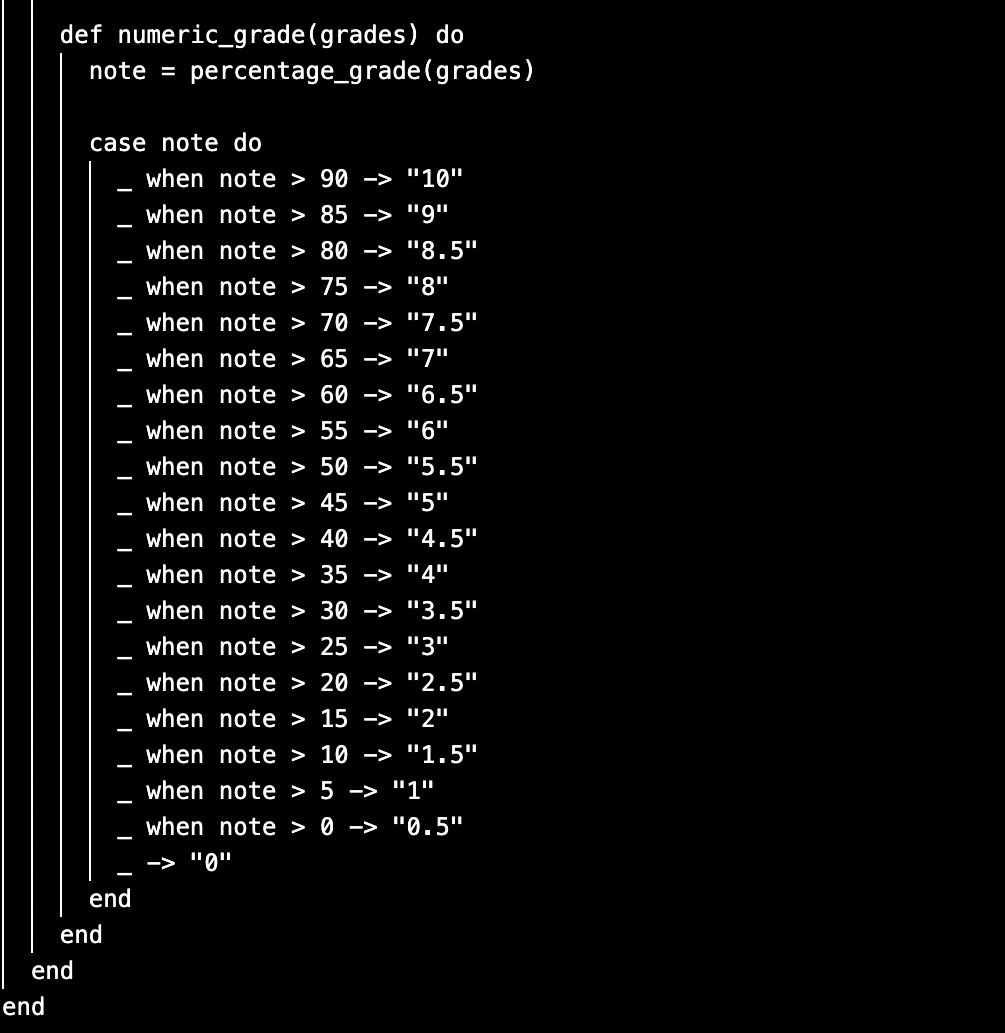 def numeric_grade(grades) do
note = percentage_grade(grades)
case note do
_ when note > 90 -> "10"
_ when note > 85 -> "9"
_ when note > 80 -> "8.5"
_ when note > 75 -> "8"
_ when note > 70 -> "7.5"
_ when note > 65 -> "7"
_ when note > 60 -> "6.5"
_ when note > 55 -> "6"
_ when note > 50 -> "5.5"
_ when note > 45 -> "5"
_ when note > 40 -> "4.5"
_ when note > 35 -> "4"
_ when note > 30 -> "3.5"
_ when note > 25 -> "3"
_ when note > 20 -> "2.5"
_ when note > 15 -> "2"
_ when note > 10 -> "1.5"
_ when note > 5 -> "1"
_ when note > 0 -> "0.5"
_ -> "0"
end
end
end
end